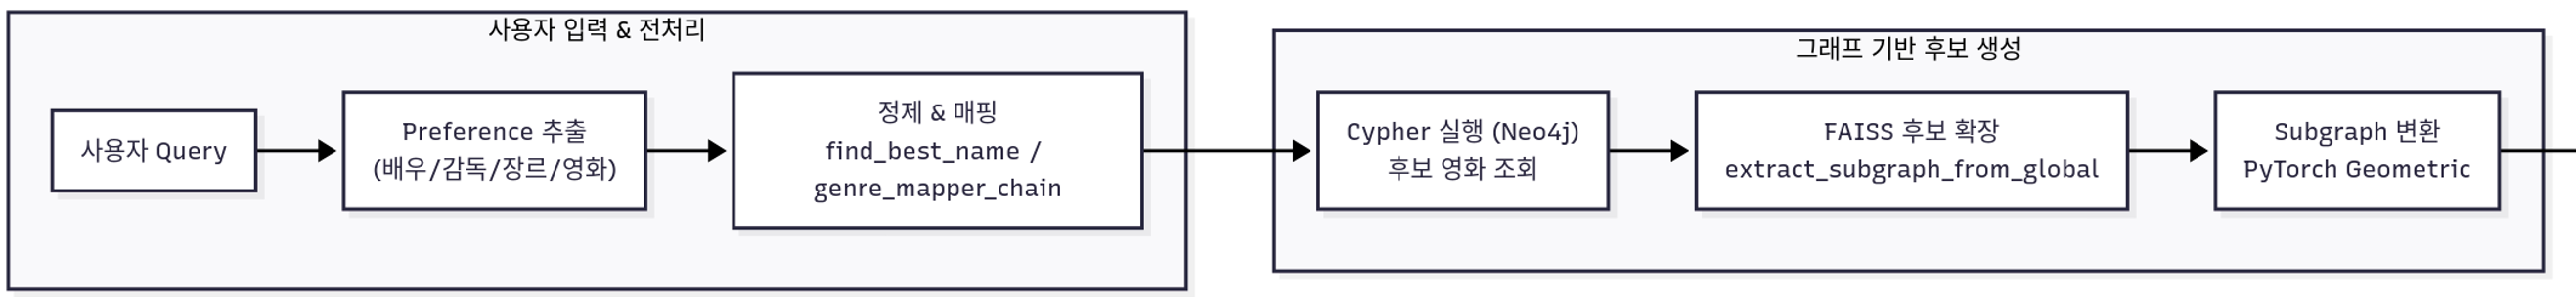 사용자 입력 & 전처리
사용자 Query
Preference 추출
(배우/감독/장르/영화)
정제 & 매핑
find_best_name /
genre_mapper_chain
그래프 기반 후보 생성
Cypher 실행 (Neo4j)
후보 영화 조회
FAISS 후보 확장
extract_subgraph_from_global
Subgraph 변환
PyTorch Geometric